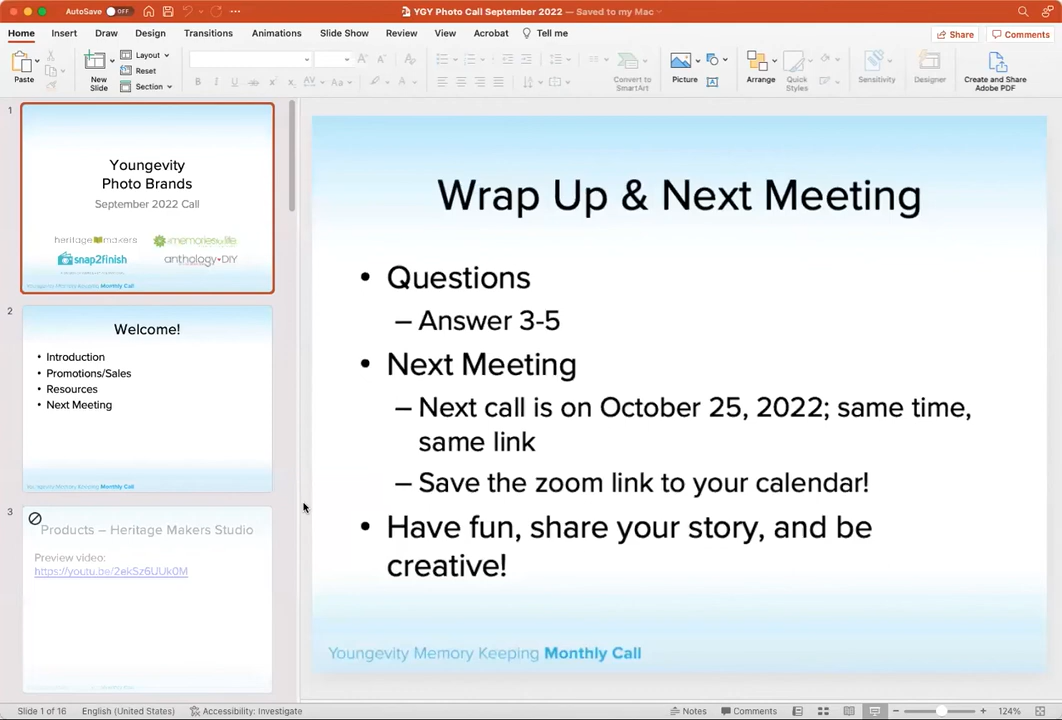 AutoSave OFF
YGY Photo Call September 2022 — Saved to my Mac
Home Insert Draw Design Transitions Animations Slide Show Review View Acrobat Tell me Share Comments
Paste
New Slide
Layout
Reset
Section
Convert to SmartArt
Picture
Arrange
Quick Styles
Sensitivity
Designer
Create and Share Adobe PDF
1
Youngevity
Photo Brands
September 2022 Call
heritage makers
memories for life
snap2finish
anthology•DIY
Youngevity Memory Keeping Monthly Call
2
Welcome!
• Introduction
• Promotions/Sales
• Resources
• Next Meeting
Youngevity Memory Keeping Monthly Call
3
Products – Heritage Makers Studio
Preview video:
https://youtu.be/2ekSz6UUk0M
Wrap Up & Next Meeting
• Questions
– Answer 3-5
• Next Meeting
– Next call is on October 25, 2022; same time,
same link
– Save the zoom link to your calendar!
• Have fun, share your story, and be
creative!
Youngevity Memory Keeping Monthly Call
Slide 1 of 16 English (United States) Accessibility: Investigate Notes Comments 124%